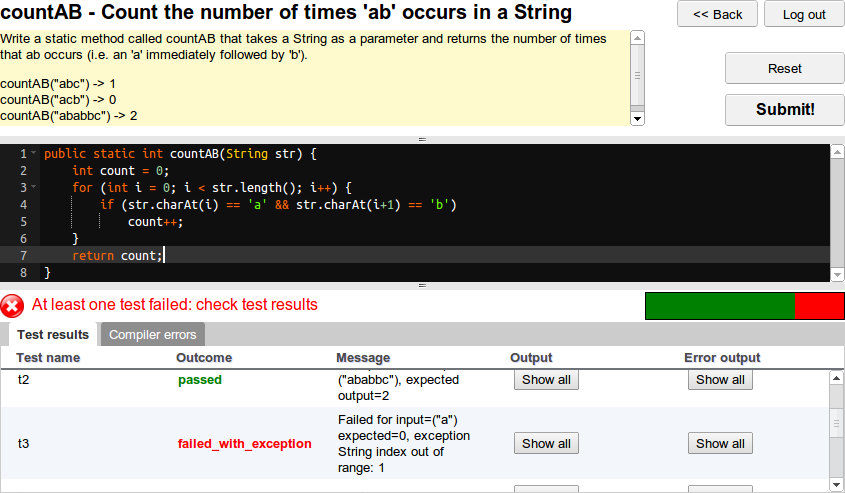 countAB - Count the number of times 'ab' occurs in a String
<< Back
Log out
Write a static method called countAB that takes a String as a parameter and returns the number of times
that ab occurs (i.e. an 'a' immediately followed by 'b').
countAB("abc") -> 1
countAB("acb") -> 0
countAB("ababbc") -> 2
Reset
Submit!
1 public static int countAB(String str) {
2 int count = 0;
3 for (int i = 0; i < str.length(); i++) {
4 if (str.charAt(i) == 'a' && str.charAt(i+1) == 'b')
5 count++;
6 }
7 return count;
8 }
At least one test failed: check test results
Test results
Compiler errors
Test name Outcome Message Output Error output
t2 passed ("ababbc"), expected output=2 Show all Show all
t3 failed_with_exception Failed for input=("a") expected=0, exception String index out of range: 1 Show all Show all